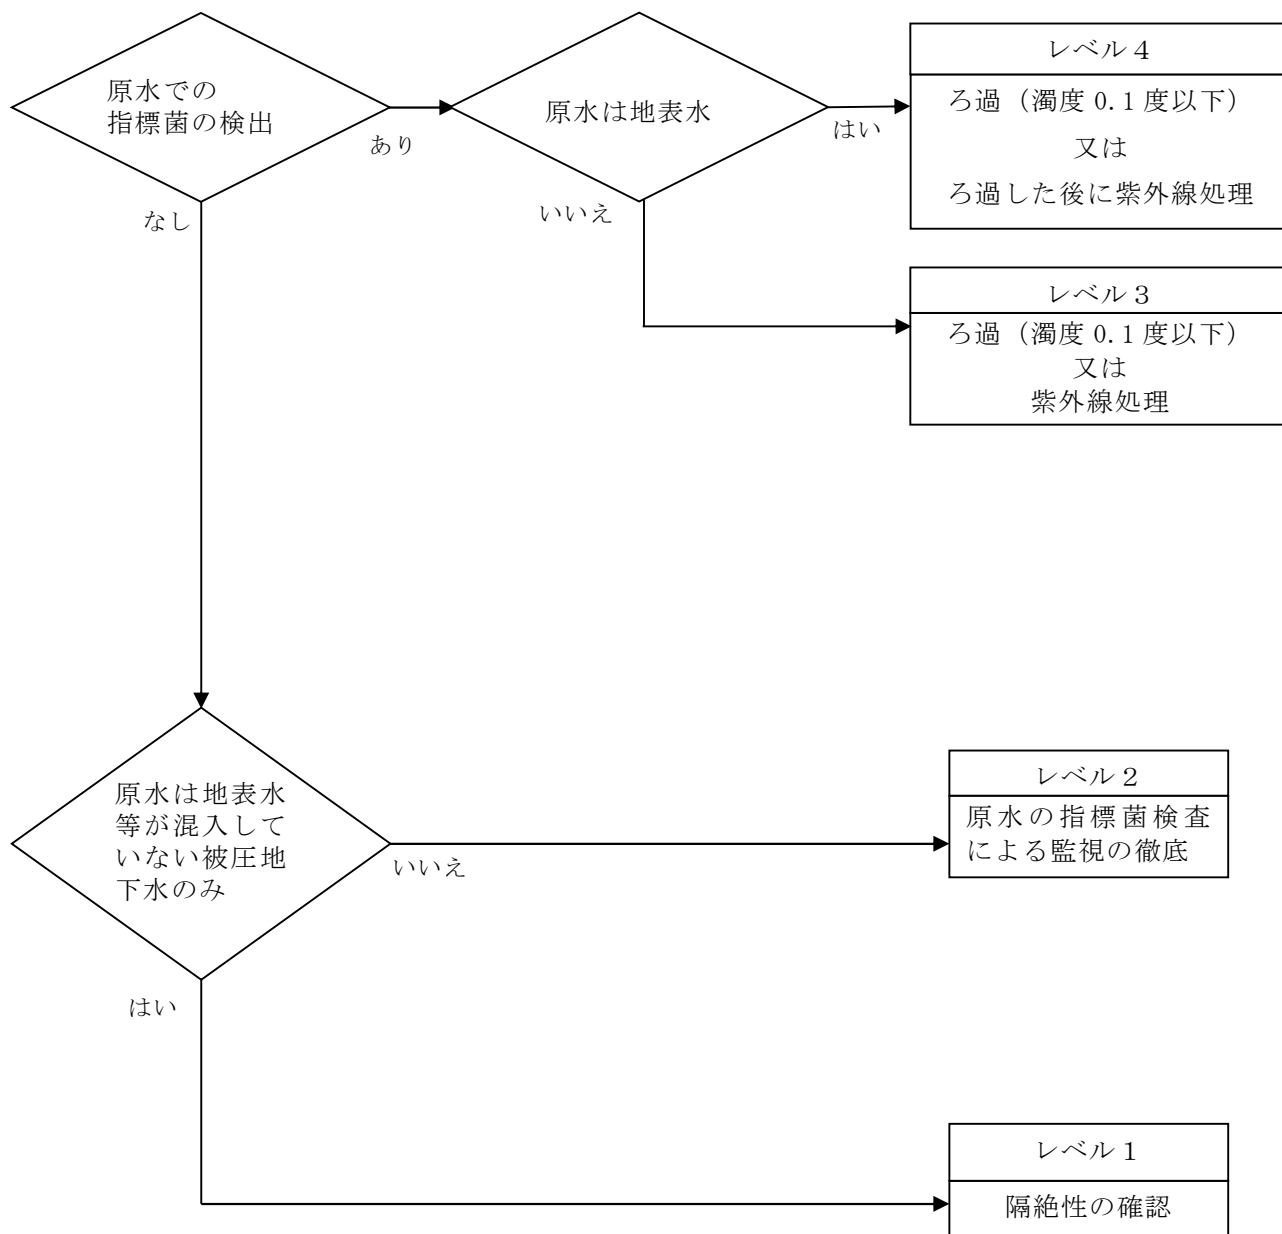 原水での
指標菌の検出
あり
なし
原水は地表水
はい
いいえ
レベル４
ろ過（濁度 0.1 度以下）
又は
ろ過した後に紫外線処理
レベル３
ろ過（濁度 0.1 度以下）
又は
紫外線処理
原水は地表水
等が混入して
いない被圧地
下水のみ
いいえ
はい
レベル２
原水の指標菌検査
による監視の徹底
レベル１
隔絶性の確認